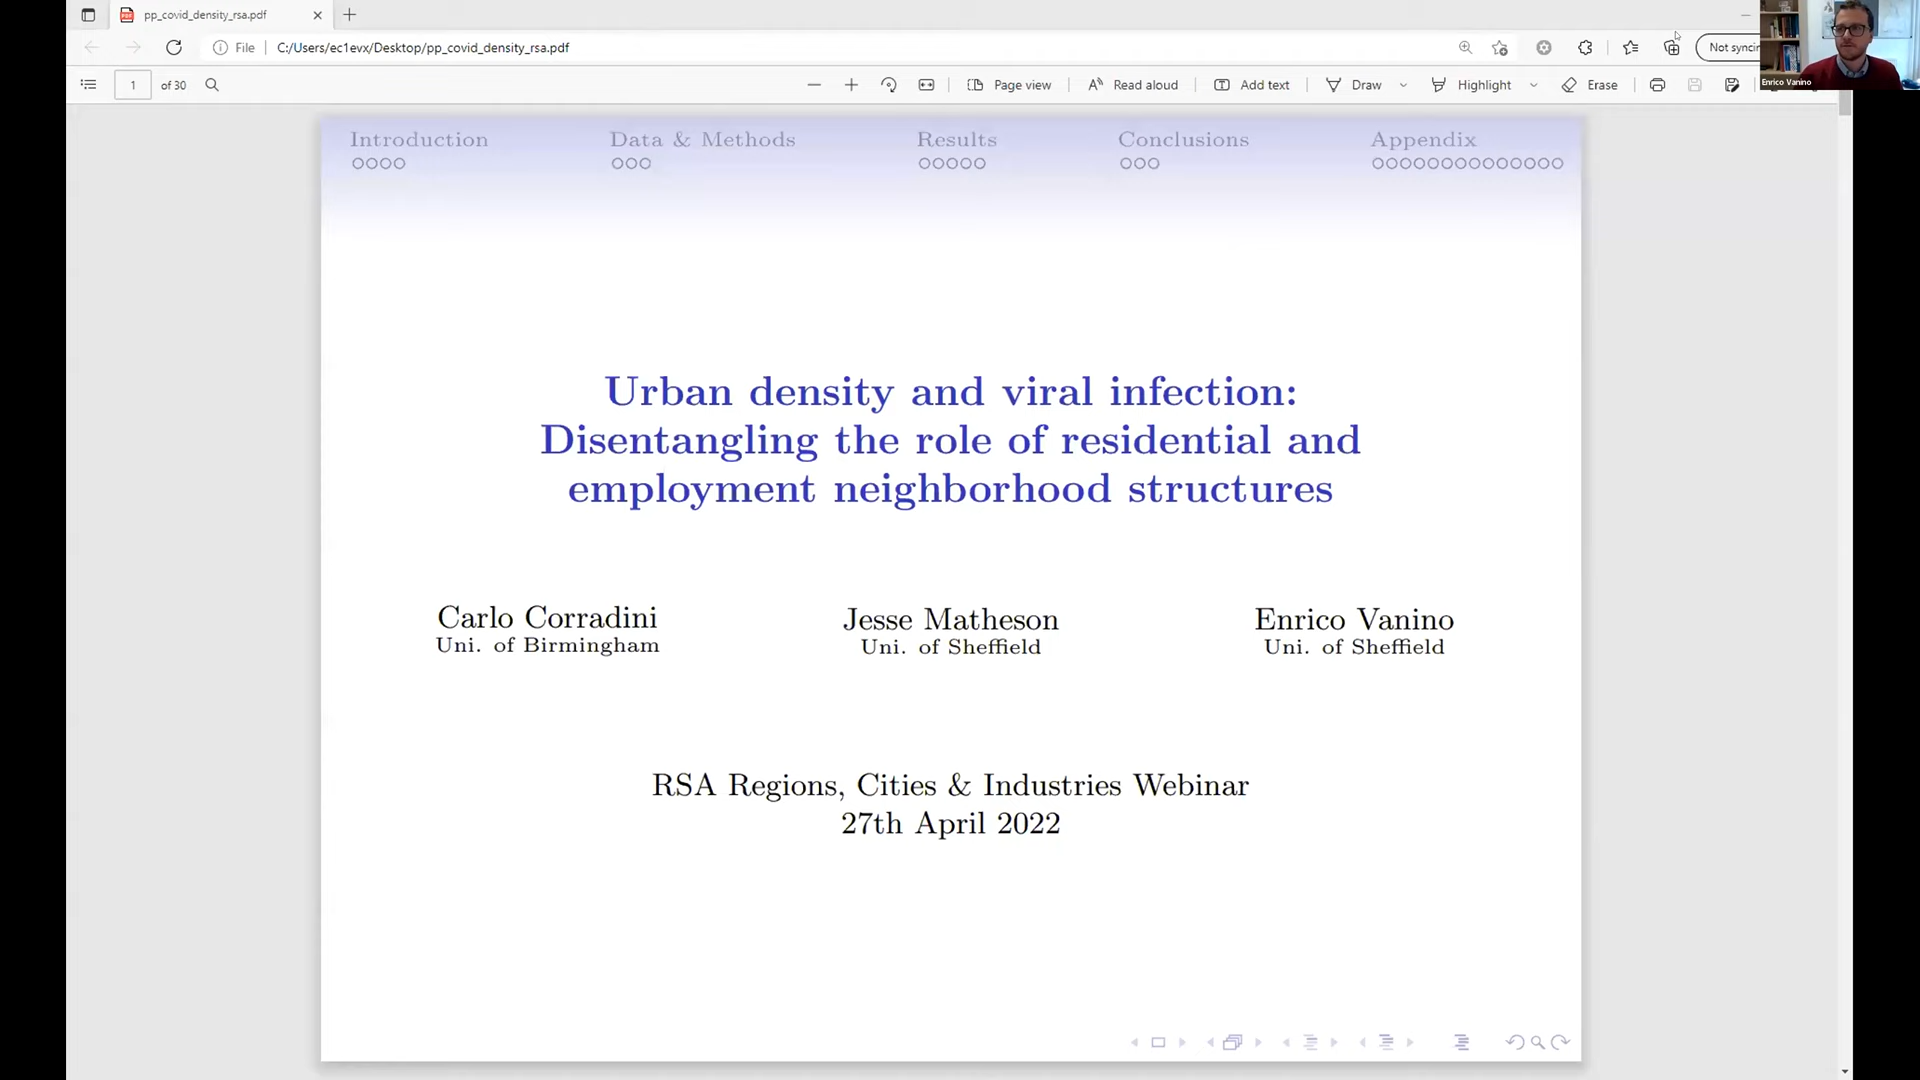 pp_covid_density_rsa.pdf
File
C:/Users/ec1evx/Desktop/pp_covid_density_rsa.pdf
Enrico Vanino
1 of 30
Page view
Read aloud
Add text
Draw
Highlight
Erase
Introduction
Data & Methods
Results
Conclusions
Appendix
Urban density and viral infection:
Disentangling the role of residential and
employment neighborhood structures
Carlo Corradini
Uni. of Birmingham
Jesse Matheson
Uni. of Sheffield
Enrico Vanino
Uni. of Sheffield
RSA Regions, Cities & Industries Webinar
27th April 2022